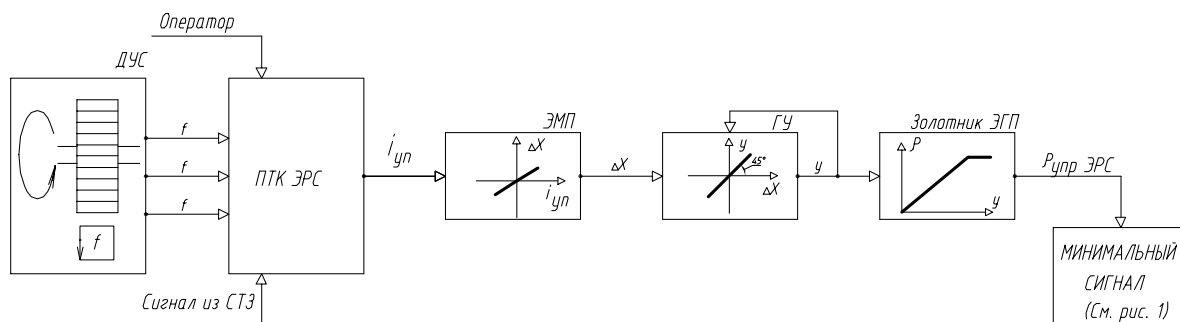 Оператор
ДУС
f
f
f
f
ПТК ЭРС
Сигнал из СТЗ
i уп
ЭМП
ΔX
i уп
ΔX
ГУ
y
45°
ΔX
y
Золотник ЭГП
P
y
P упр ЭРС
МИНИМАЛЬНЫЙ
СИГНАЛ
(См. рис. 1)